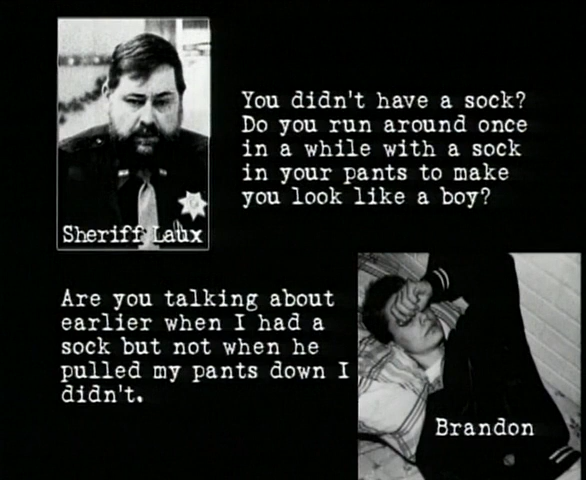 You didn't have a sock?
Do you run around once
in a while with a sock
in your pants to make
you look like a boy?
Sheriff Laux
Are you talking about
earlier when I had a
sock but not when he
pulled my pants down I
didn't.
Brandon